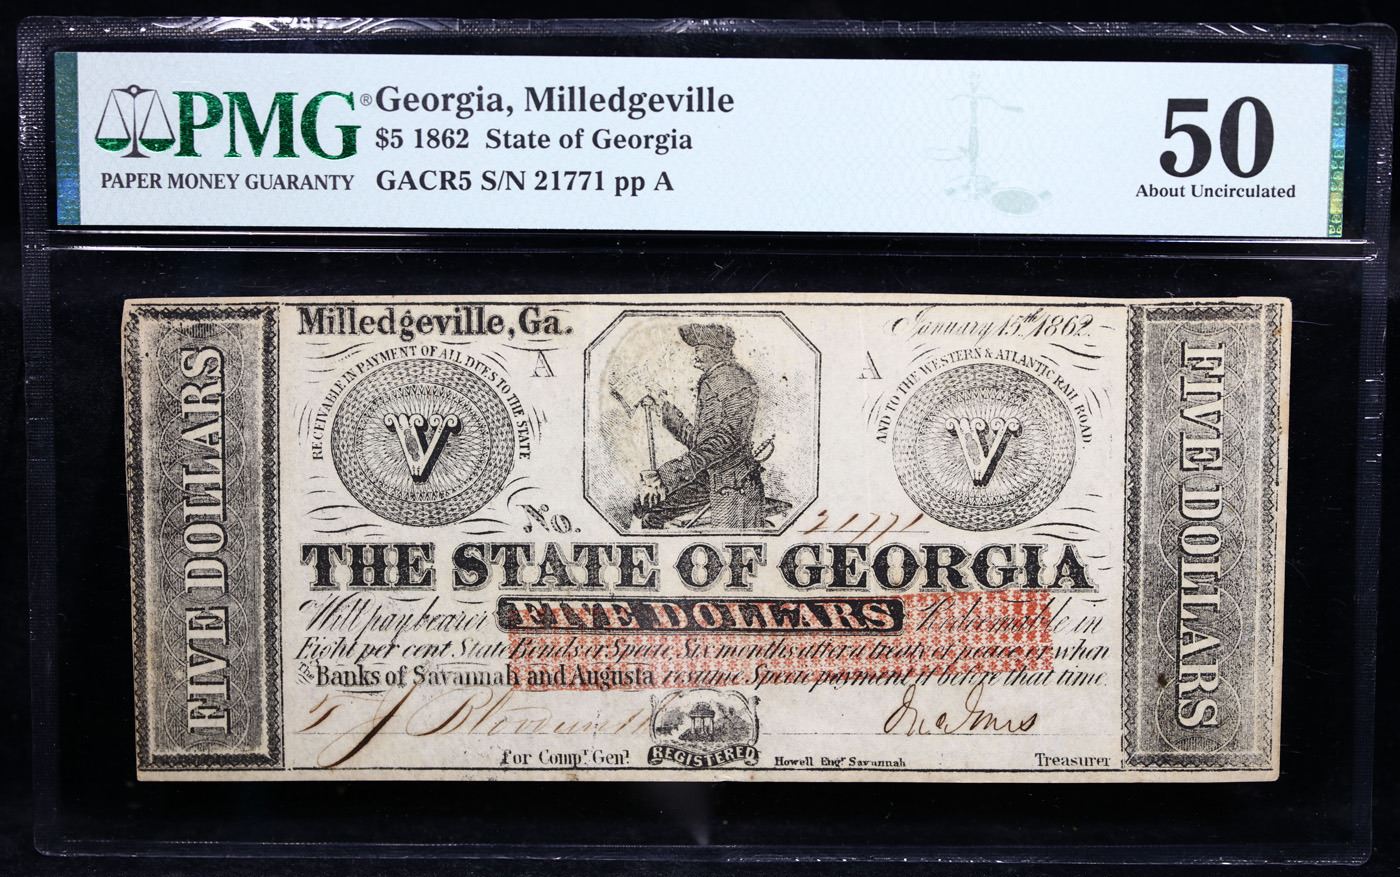 PMG®
PAPER MONEY GUARANTY
Georgia, Milledgeville
$5 1862 State of Georgia
GACR5 S/N 21771 pp A
50
About Uncirculated
FIVE DOLLARS
Milledgeville, Ga.
January 15th 1862
A
A
RECEIVABLE IN PAYMENT OF ALL DUES TO THE STATE
AND TO THE WESTERN & ATLANTIC RAIL ROAD.
V
V
No.
21771
THE STATE OF GEORGIA
Will pay bearer FIVE DOLLARS Redeemable in
Eight per cent State Bonds or Specie Six months after a treaty of peace or when
THE Banks of Savannah and Augusta resume Specie payment if before that time.
for Comp.r Gen.l
REGISTERED
Howell Engr Savannah
Treasurer
FIVE DOLLARS